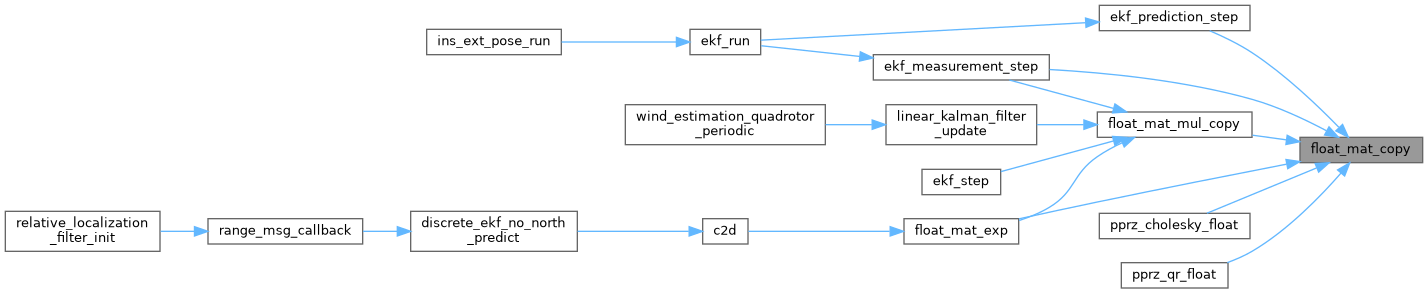 ekf_prediction_step
ins_ext_pose_run
ekf_run
ekf_measurement_step
wind_estimation_quadrotor
_periodic
linear_kalman_filter
_update
float_mat_mul_copy
float_mat_copy
ekf_step
relative_localization
_filter_init
range_msg_callback
discrete_ekf_no_north
_predict
c2d
float_mat_exp
pprz_cholesky_float
pprz_qr_float